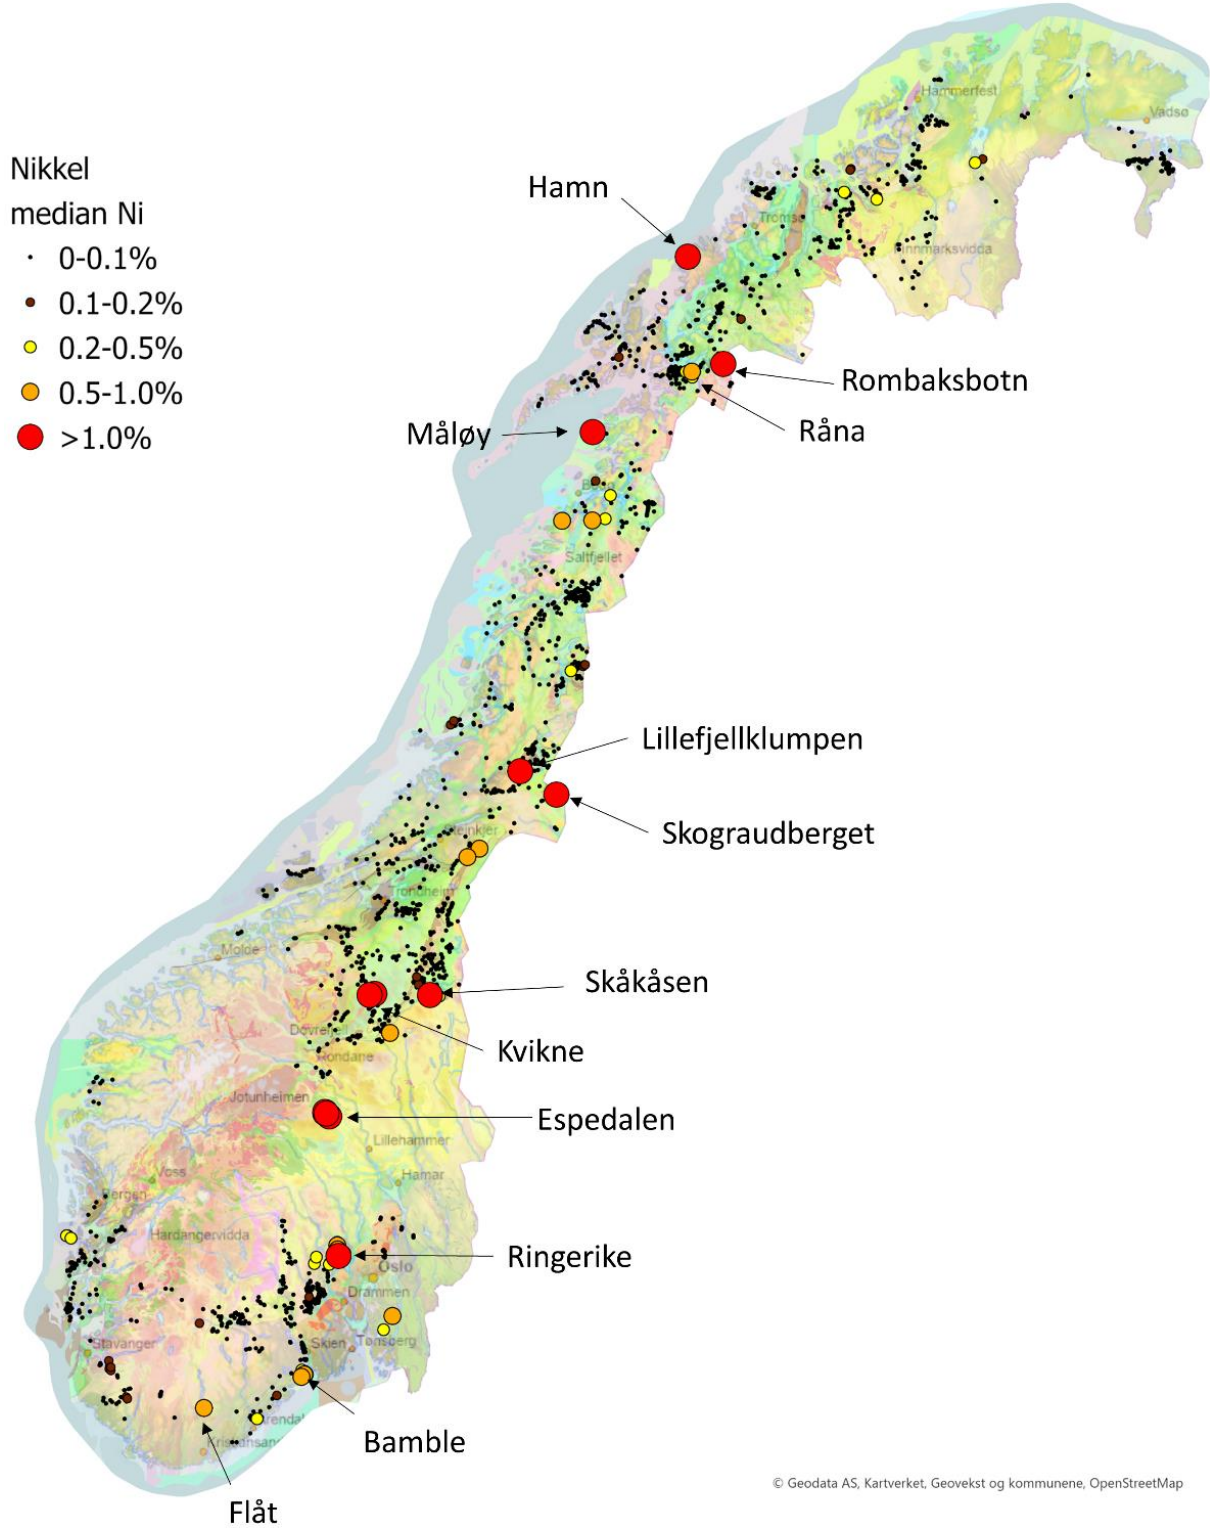 Nikkel
median Ni
0-0.1%
0.1-0.2%
0.2-0.5%
0.5-1.0%
>1.0%
Hammerfest
Vadsø
Hamn
Tromsø
Finnmarksvidda
Rombaksbotn
Råna
Måløy
Saltfjellet
Lillefjellklumpen
Skograudberget
Steinkjer
Trondheim
Molde
Skåkåsen
Dovrefjell
Kvikne
Rondane
Jotunheimen
Espedalen
Lillehammer
Voss
Hamar
Bergen
Hardangervidda
Ringerike
Oslo
Drammen
Stavanger
Skien
Tønsberg
Bamble
Flåt
© Geodata AS, Kartverket, Geovekst og kommunene, OpenStreetMap